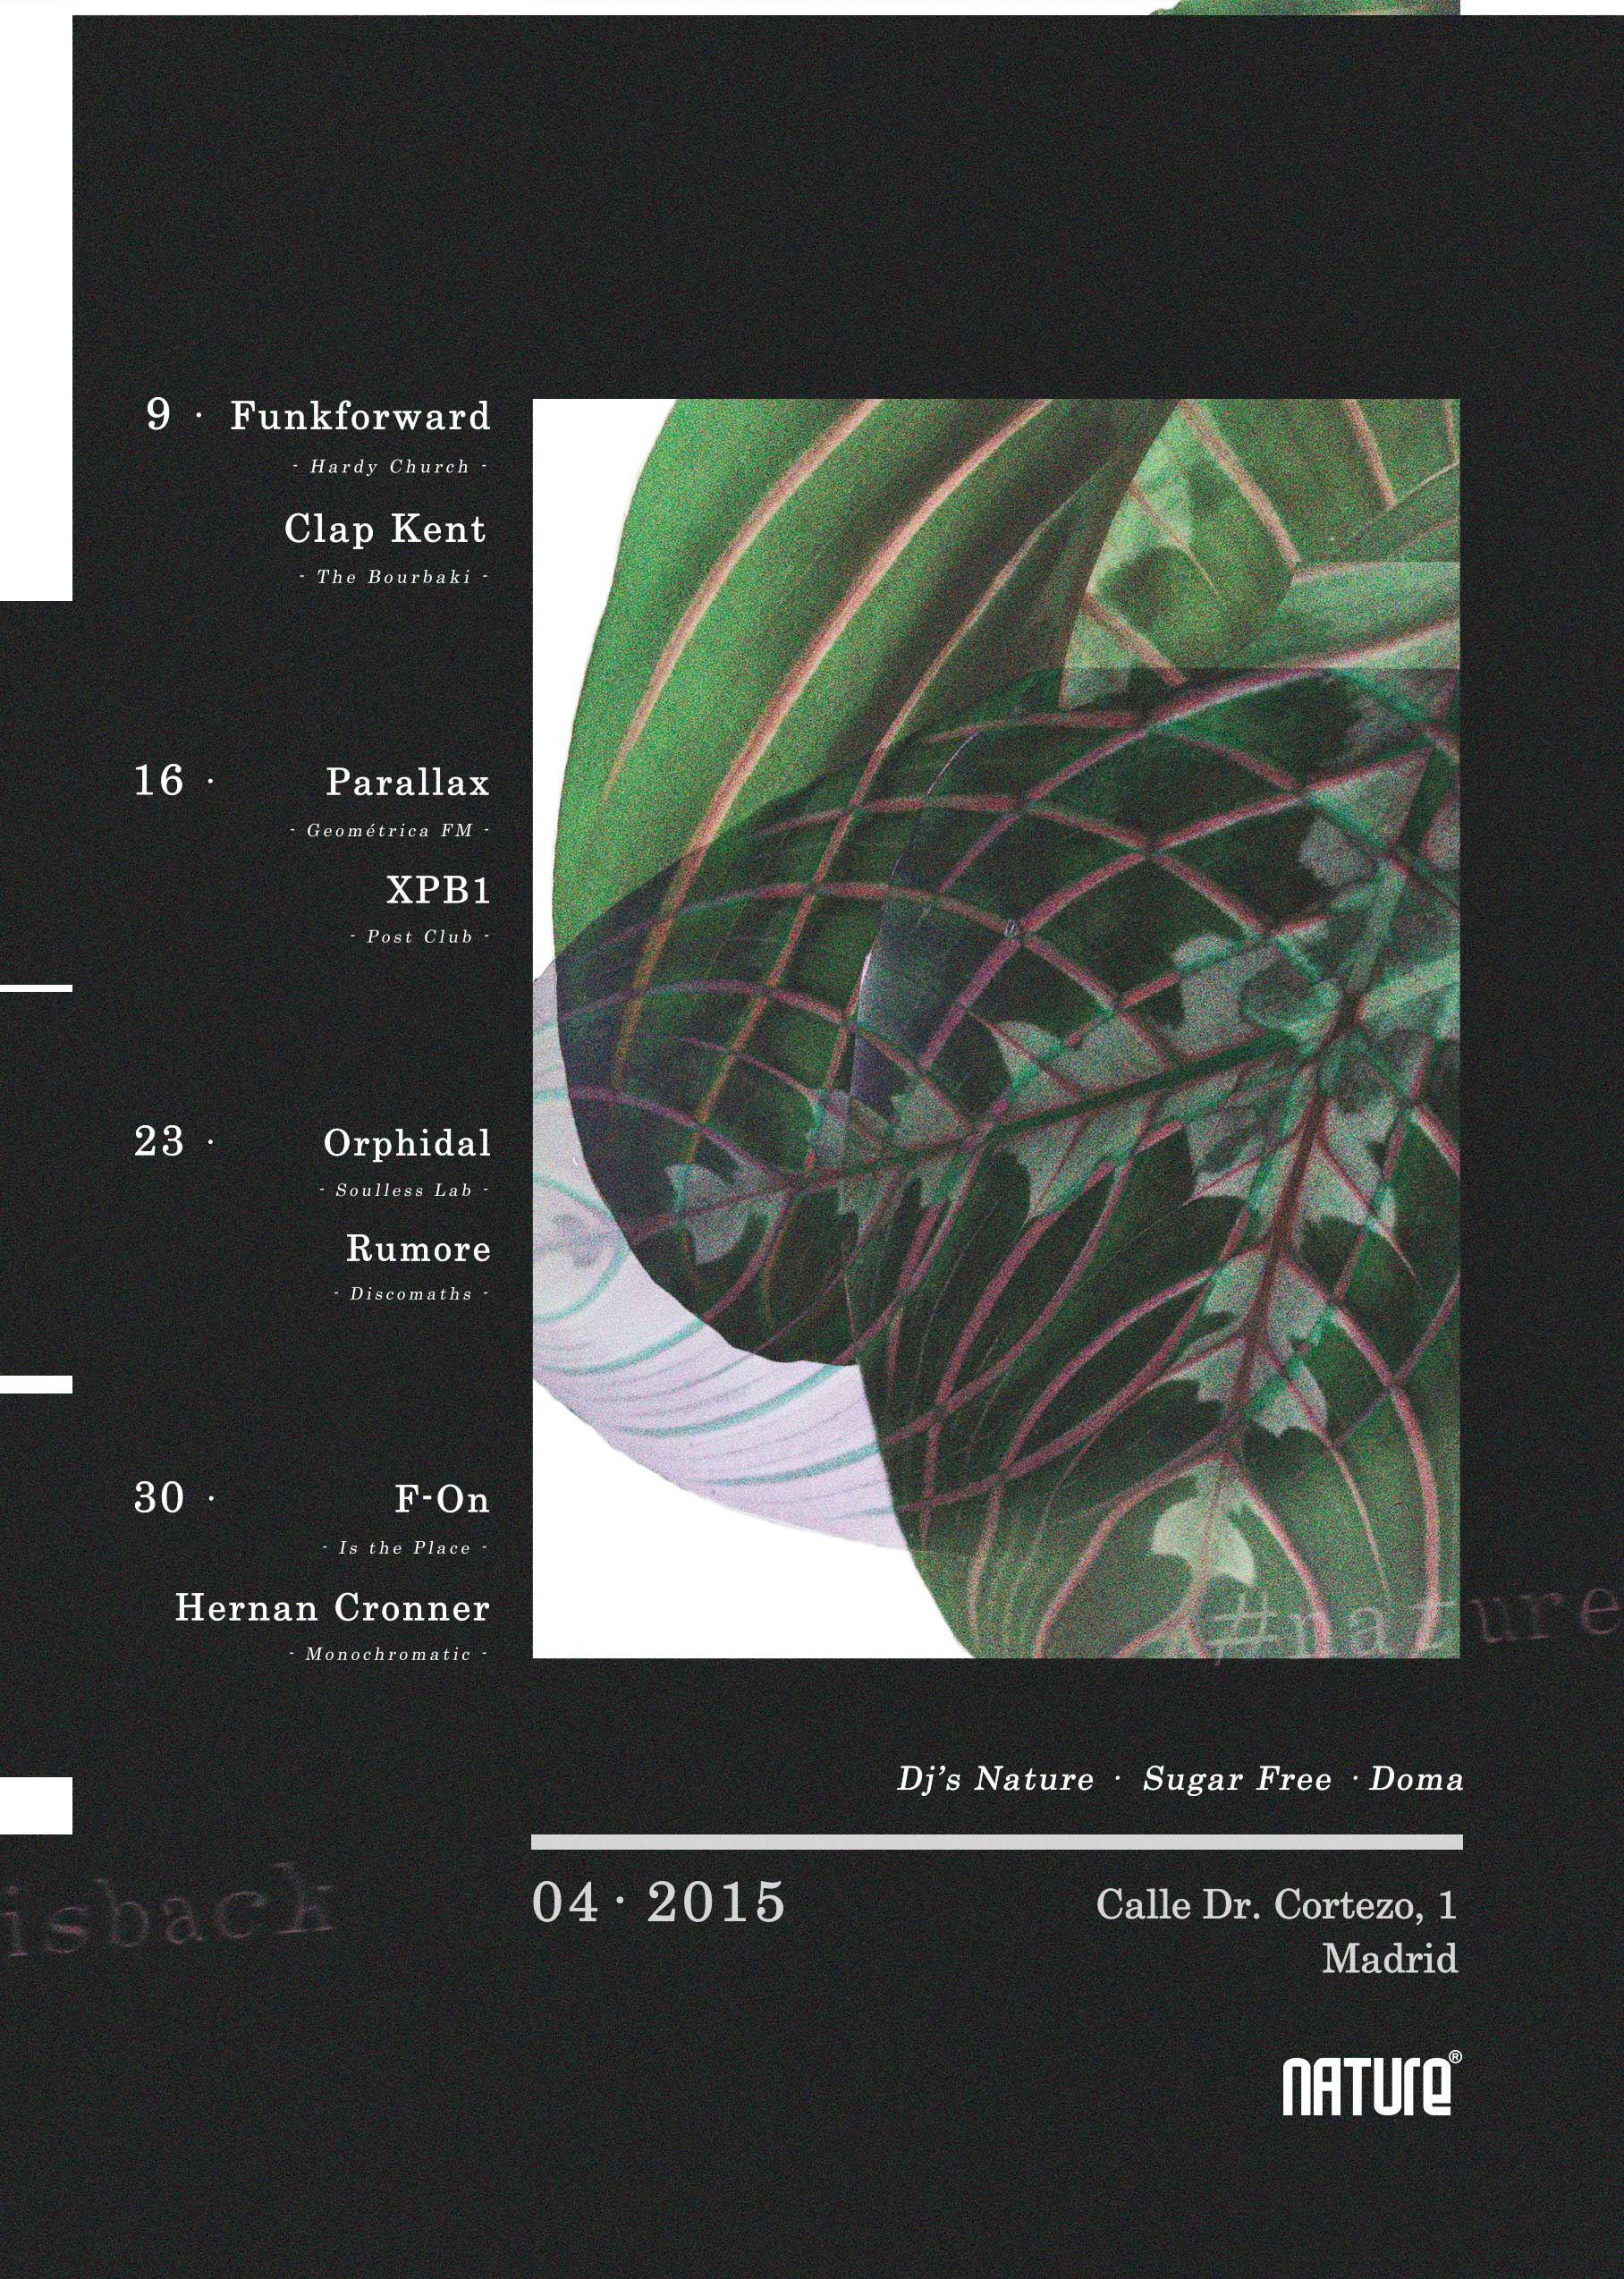 9 · Funkforward
- Hardy Church -
Clap Kent
- The Bourbaki -
16 · Parallax
- Geométrica FM -
XPB1
- Post Club -
23 · Orphidal
- Soulless Lab -
Rumore
- Discomaths -
30 · F-On
- Is the Place -
Hernan Cronner
- Monochromatic -
#nature
Dj's Nature · Sugar Free · Doma
isback
04 · 2015
Calle Dr. Cortezo, 1
Madrid
NATURe®